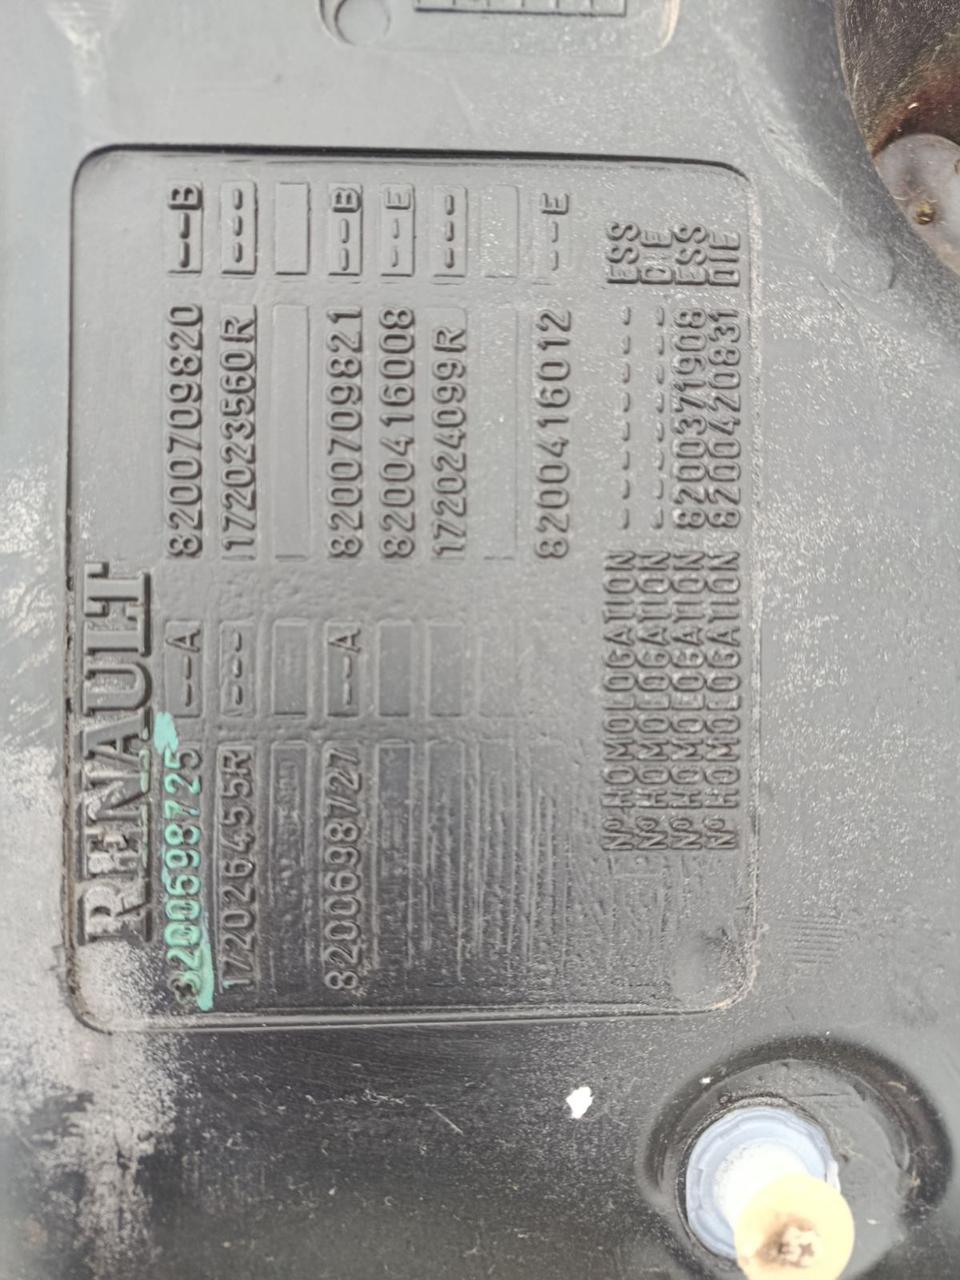 RENAULT
8200698725 --A 8200709820 --B
172026455R --- 172023560R ---
8200698727 --A 8200709821 --B
8200416008 --E
172024099R ---
8200416012 --E
Nº HOMOLOGATION ---------- ESS
Nº HOMOLOGATION ---------- DIE
Nº HOMOLOGATION 8200371908 ESS
Nº HOMOLOGATION 8200420831 DIE